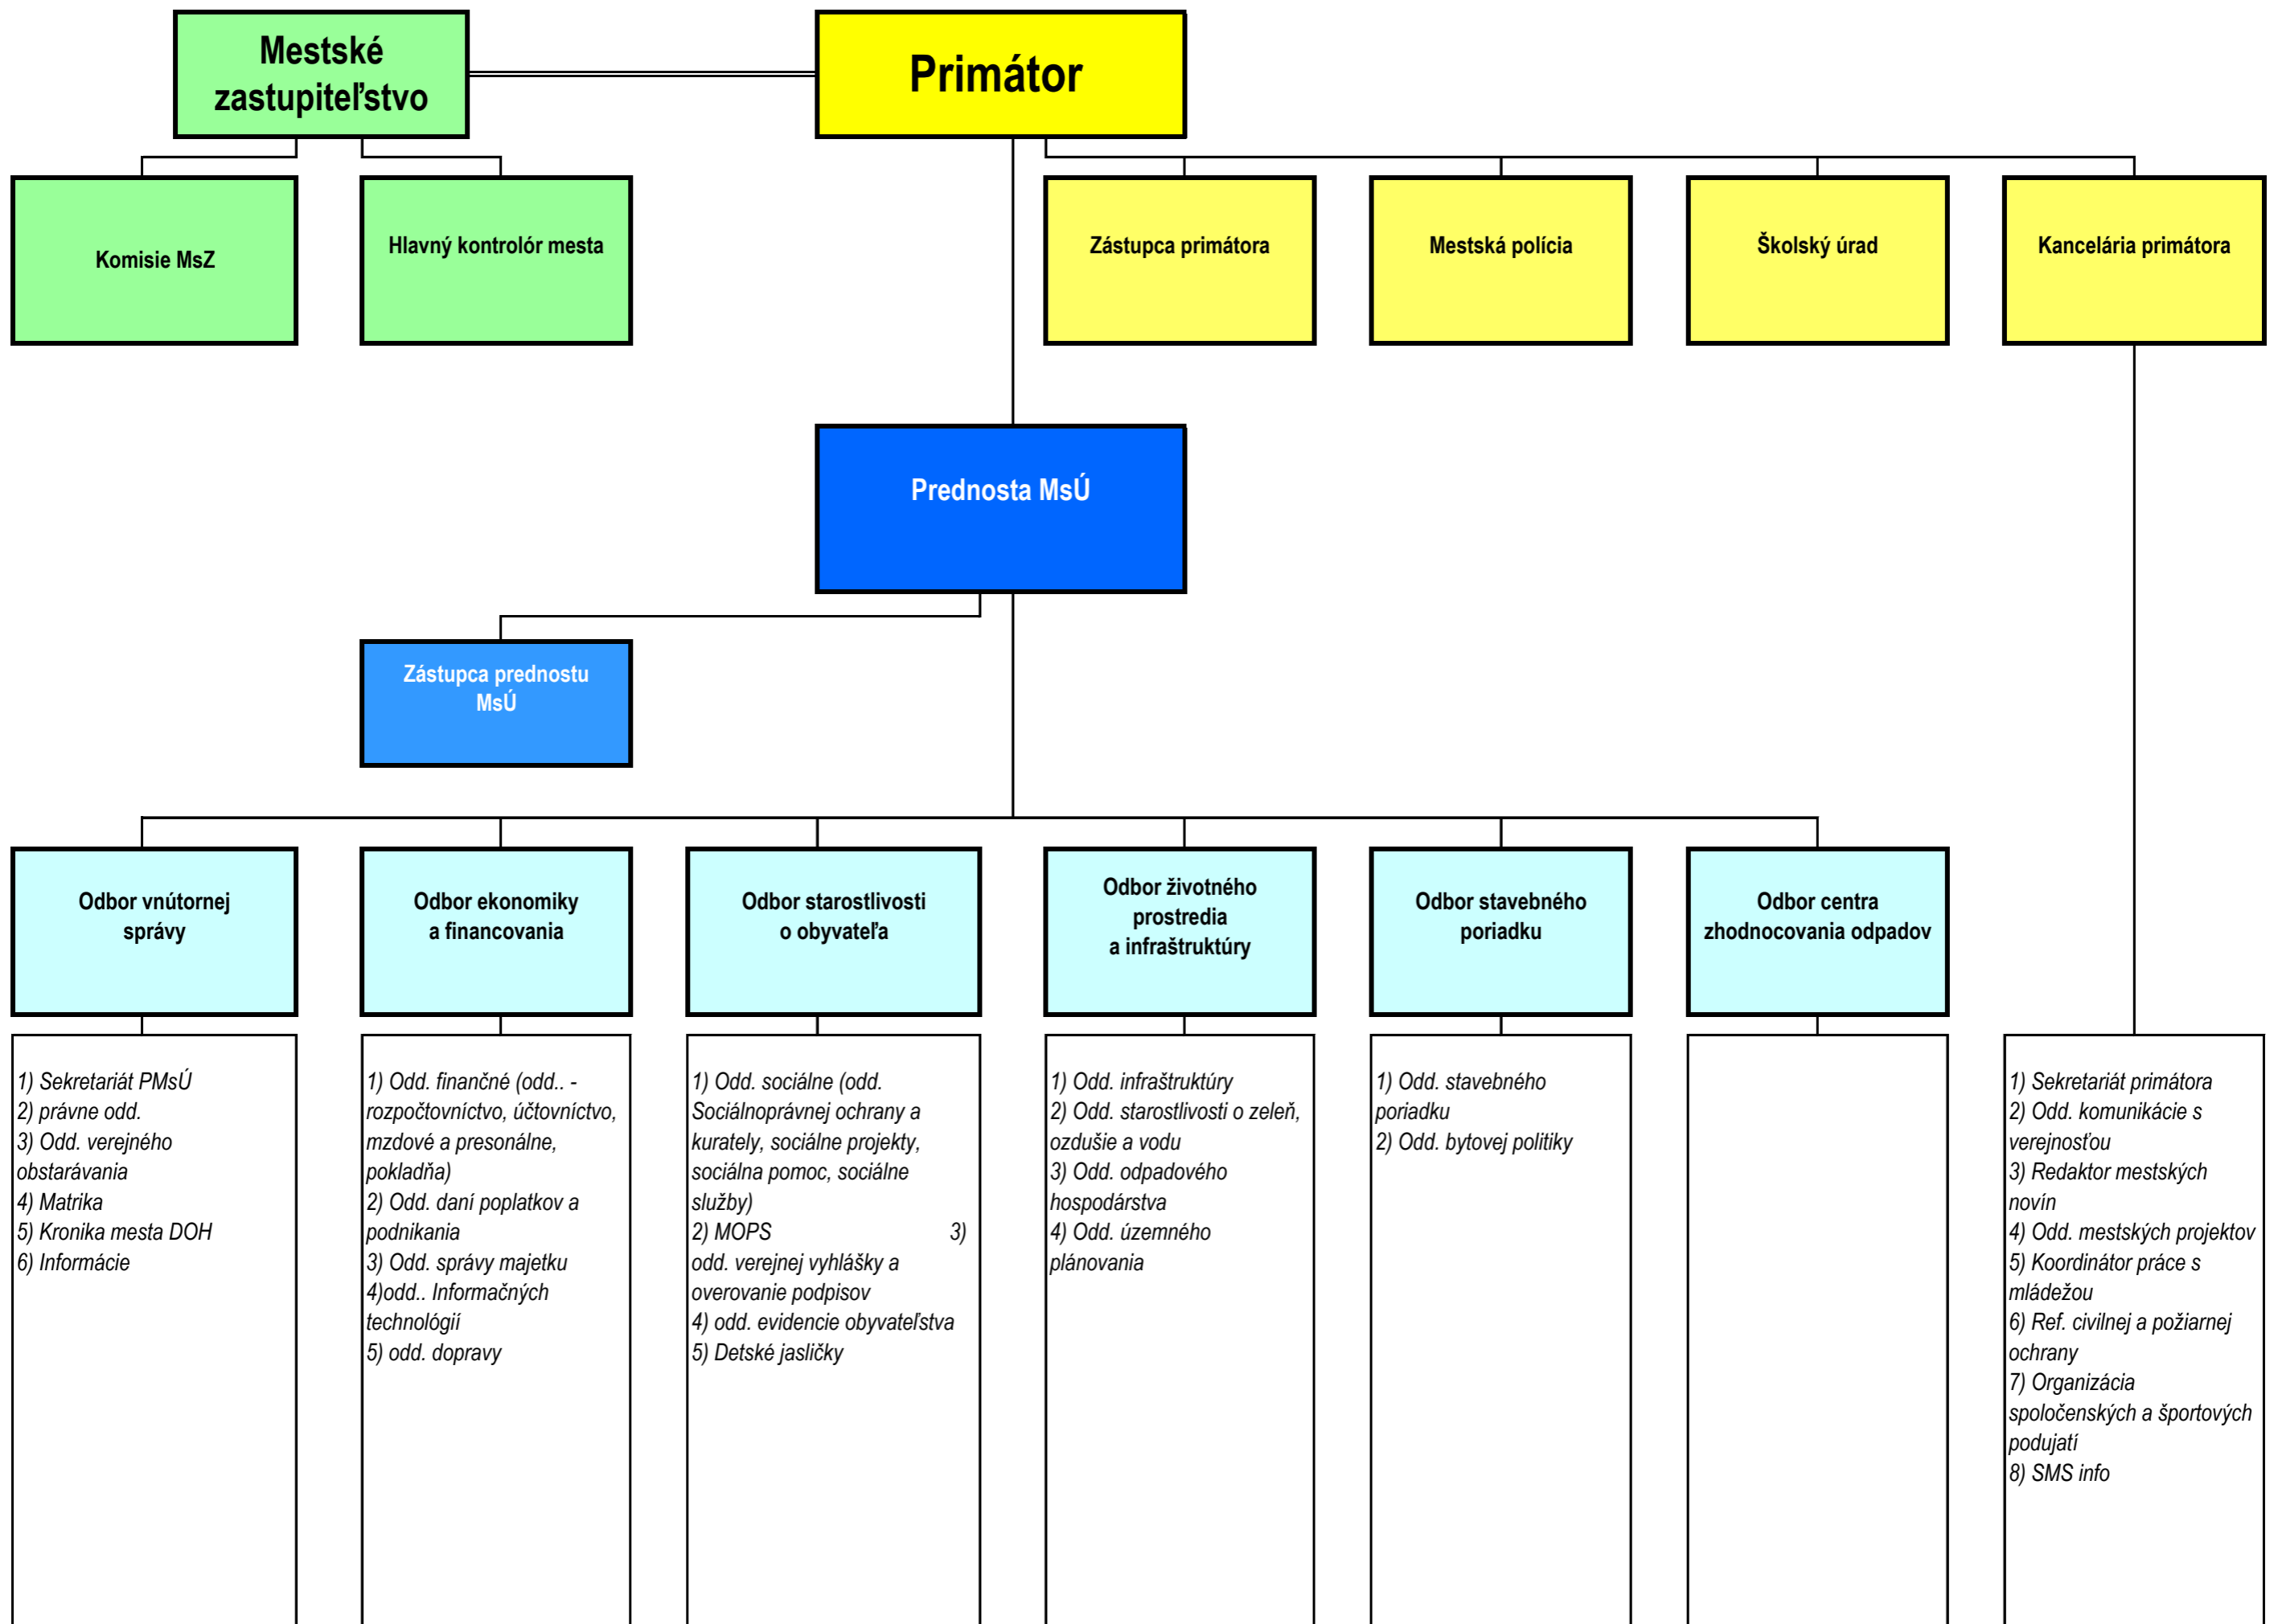 Mestské
zastupiteľstvo
Primátor
Komisie MsZ
Hlavný kontrolór mesta
Zástupca primátora
Mestská polícia
Školský úrad
Kancelária primátora
Prednosta MsÚ
Zástupca prednostu
MsÚ
Odbor vnútornej
správy
Odbor ekonomiky
a financovania
Odbor starostlivosti
o obyvateľa
Odbor životného
prostredia
a infraštruktúry
Odbor stavebného
poriadku
Odbor centra
zhodnocovania odpadov
1) Sekretariát PMsÚ
2) právne odd.
3) Odd. verejného
obstarávania
4) Matrika
5) Kronika mesta DOH
6) Informácie
1) Odd. finančné (odd.. -
rozpočtovníctvo, účtovníctvo,
mzdové a presonálne,
pokladňa)
2) Odd. daní poplatkov a
podnikania
3) Odd. správy majetku
4)odd.. Informačných
technológií
5) odd. dopravy
1) Odd. sociálne (odd.
Sociálnoprávnej ochrany a
kurately, sociálne projekty,
sociálna pomoc, sociálne
služby)
2) MOPS 3)
odd. verejnej vyhlášky a
overovanie podpisov
4) odd. evidencie obyvateľstva
5) Detské jasličky
1) Odd. infraštruktúry
2) Odd. starostlivosti o zeleň,
ozdušie a vodu
3) Odd. odpadového
hospodárstva
4) Odd. územného
plánovania
1) Odd. stavebného
poriadku
2) Odd. bytovej politiky
1) Sekretariát primátora
2) Odd. komunikácie s
verejnosťou
3) Redaktor mestských
novín
4) Odd. mestských projektov
5) Koordinátor práce s
mládežou
6) Ref. civilnej a požiarnej
ochrany
7) Organizácia
spoločenských a športových
podujatí
8) SMS info